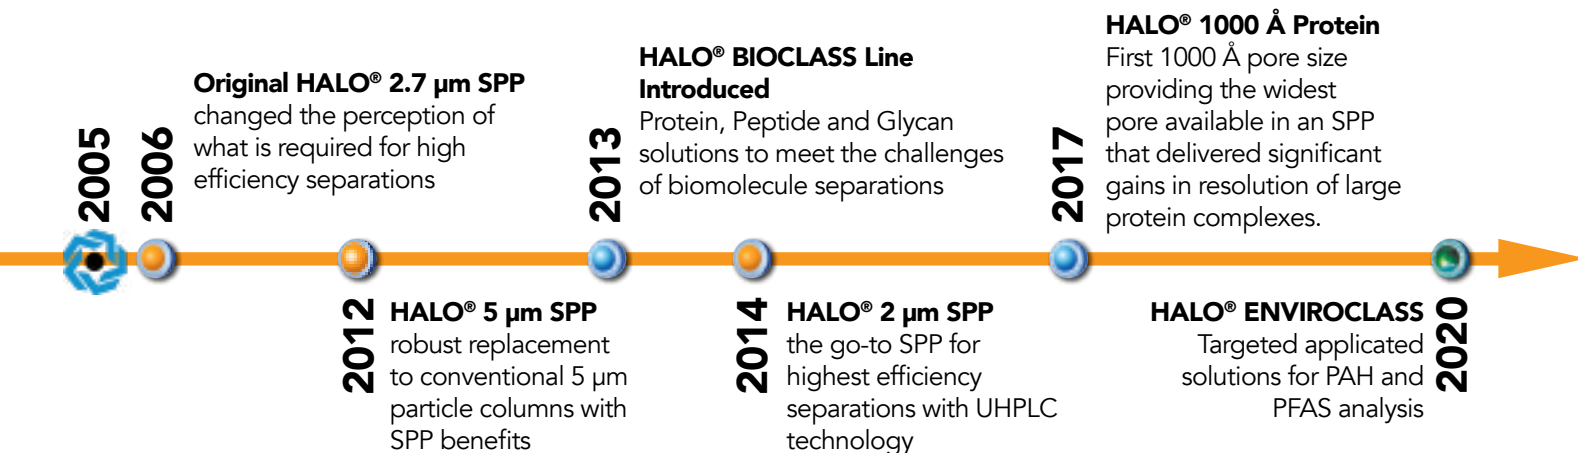 2005
2006
Original HALO® 2.7 µm SPP
changed the perception of
what is required for high
efficiency separations
2012
HALO® 5 µm SPP
robust replacement
to conventional 5 µm
particle columns with
SPP benefits
2013
HALO® BIOCLASS Line
Introduced
Protein, Peptide and Glycan
solutions to meet the challenges
of biomolecule separations
2014
HALO® 2 µm SPP
the go-to SPP for
highest efficiency
separations with UHPLC
technology
2017
HALO® 1000 Å Protein
First 1000 Å pore size
providing the widest
pore available in an SPP
that delivered significant
gains in resolution of large
protein complexes.
2020
HALO® ENVIROCLASS
Targeted applicated
solutions for PAH and
PFAS analysis